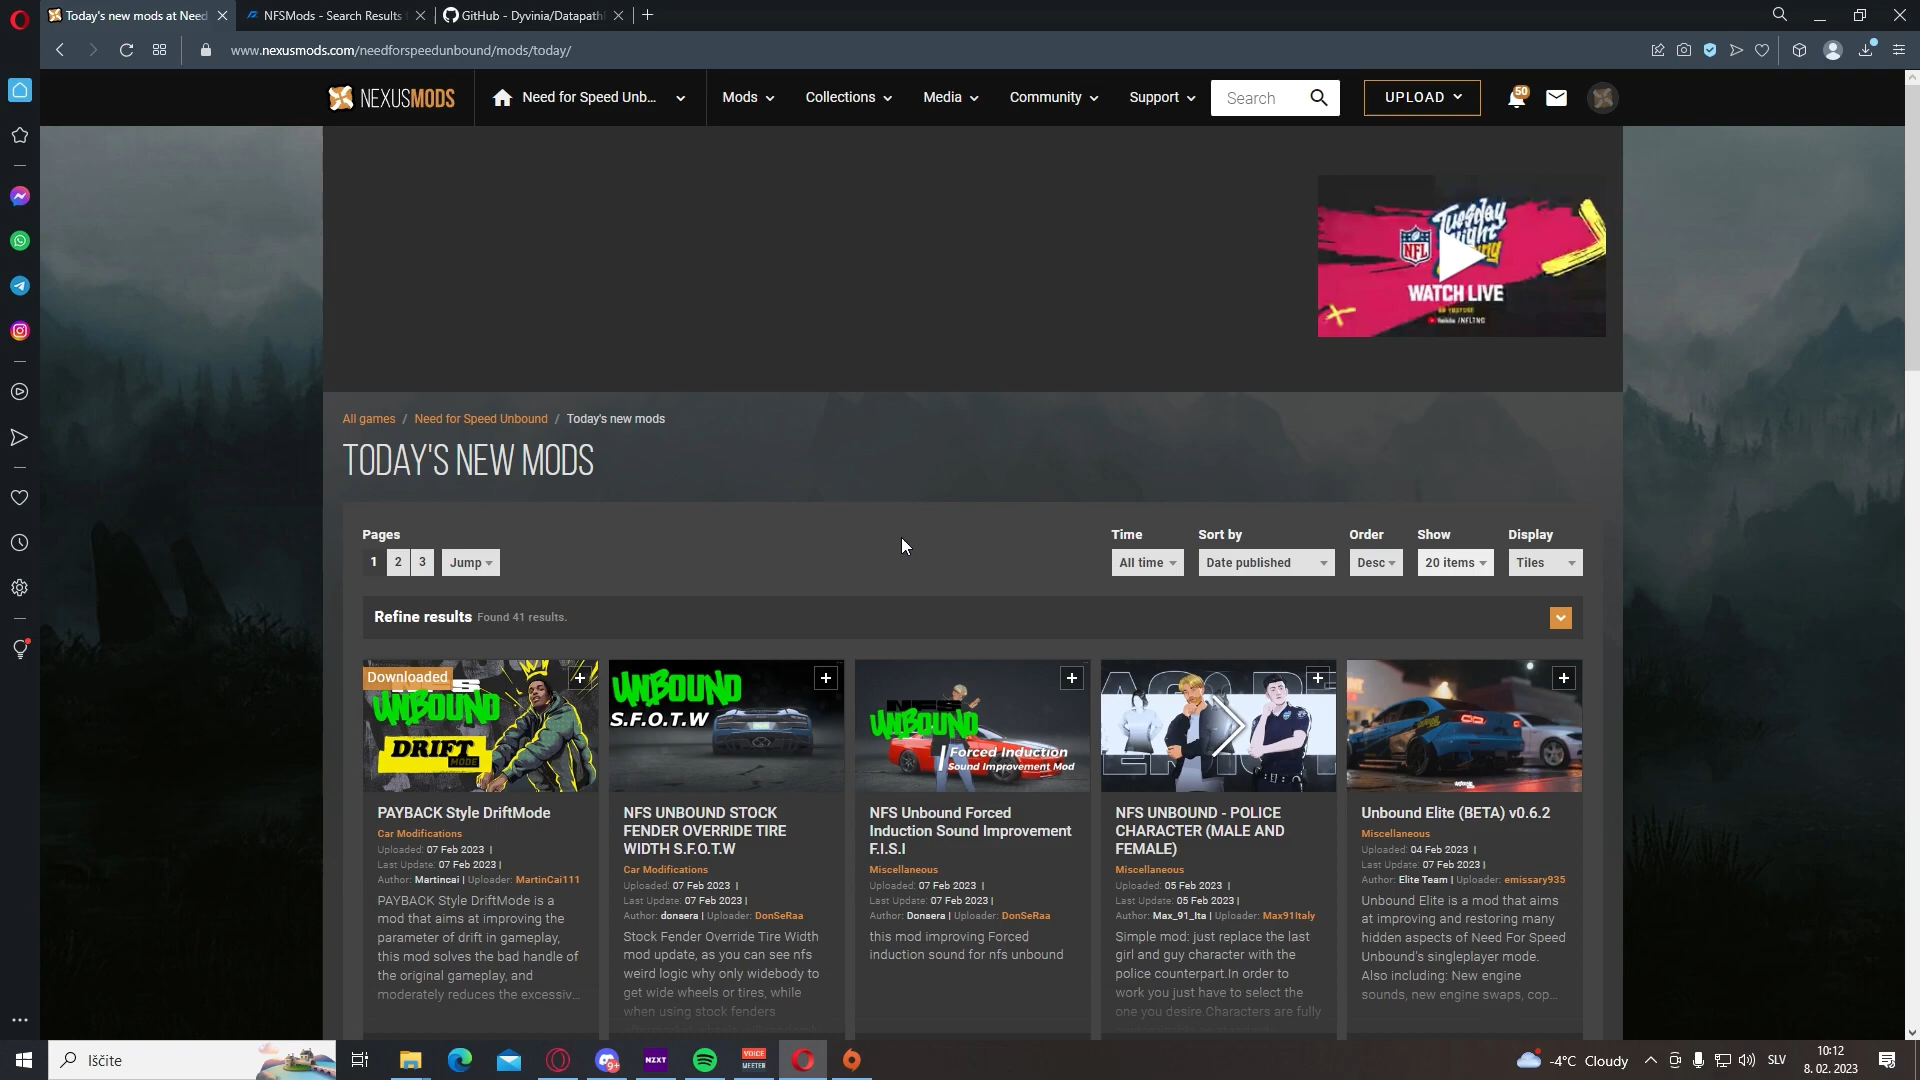 Today's new mods at Need
NFSMods - Search Results
GitHub - Dyvinia/Datapathi
www.nexusmods.com/needforspeedunbound/mods/today/
NEXUSMODS
Need for Speed Unb...
Mods
Collections
Media
Community
Support
Search
UPLOAD
50
NFL
Tuesday
WATCH LIVE
All games / Need for Speed Unbound / Today's new mods
TODAY'S NEW MODS
Pages
1 2 3 Jump
Time
Sort by
Order
Show
Display
All time
Date published
Desc
20 items
Tiles
Refine results Found 41 results.
Downloaded
UNBOUND
DRIFT
MODE
PAYBACK Style DriftMode
Car Modifications
Uploaded: 07 Feb 2023 |
Last Update: 07 Feb 2023 |
Author: Martincai | Uploader: MartinCai111
PAYBACK Style DriftMode is a
mod that aims at improving the
parameter of drift in gameplay,
this mod solves the bad handle of
the original gameplay, and
moderately reduces the excessiv...
UNBOUND
S.F.O.T.W
NFS UNBOUND STOCK
FENDER OVERRIDE TIRE
WIDTH S.F.O.T.W
Car Modifications
Uploaded: 07 Feb 2023 |
Last Update: 07 Feb 2023 |
Author: donsera | Uploader: DonSeRaa
Stock Fender Override Tire Width
mod update, as you can see nfs
weird logic why only widebody to
get wide wheels or tires, while
when using stock fenders
UNBOUND
Forced Induction
Sound Improvement Mod
NFS Unbound Forced
Induction Sound Improvement
F.I.S.I
Miscellaneous
Uploaded: 07 Feb 2023 |
Last Update: 07 Feb 2023 |
Author: Donsera | Uploader: DonSeRaa
this mod improving Forced
induction sound for nfs unbound
NFS UNBOUND - POLICE
CHARACTER (MALE AND
FEMALE)
Miscellaneous
Uploaded: 05 Feb 2023 |
Last Update: 05 Feb 2023 |
Author: Max_91_Ita | Uploader: Max91Italy
Simple mod: just replace the last
girl and guy character with the
police counterpart.In order to
work you just have to select the
one you desire.Characters are fully
Unbound Elite (BETA) v0.6.2
Miscellaneous
Uploaded: 04 Feb 2023 |
Last Update: 07 Feb 2023 |
Author: Elite Team | Uploader: emissary935
Unbound Elite is a mod that aims
at improving and restoring many
hidden aspects of Need For Speed
Unbound's singleplayer mode.
Also including: New engine
sounds, new engine swaps, cop...
Iščite
9+
NZXT
VOICE
MEETER
-4°C Cloudy
SLV
10:12
8. 02. 2023